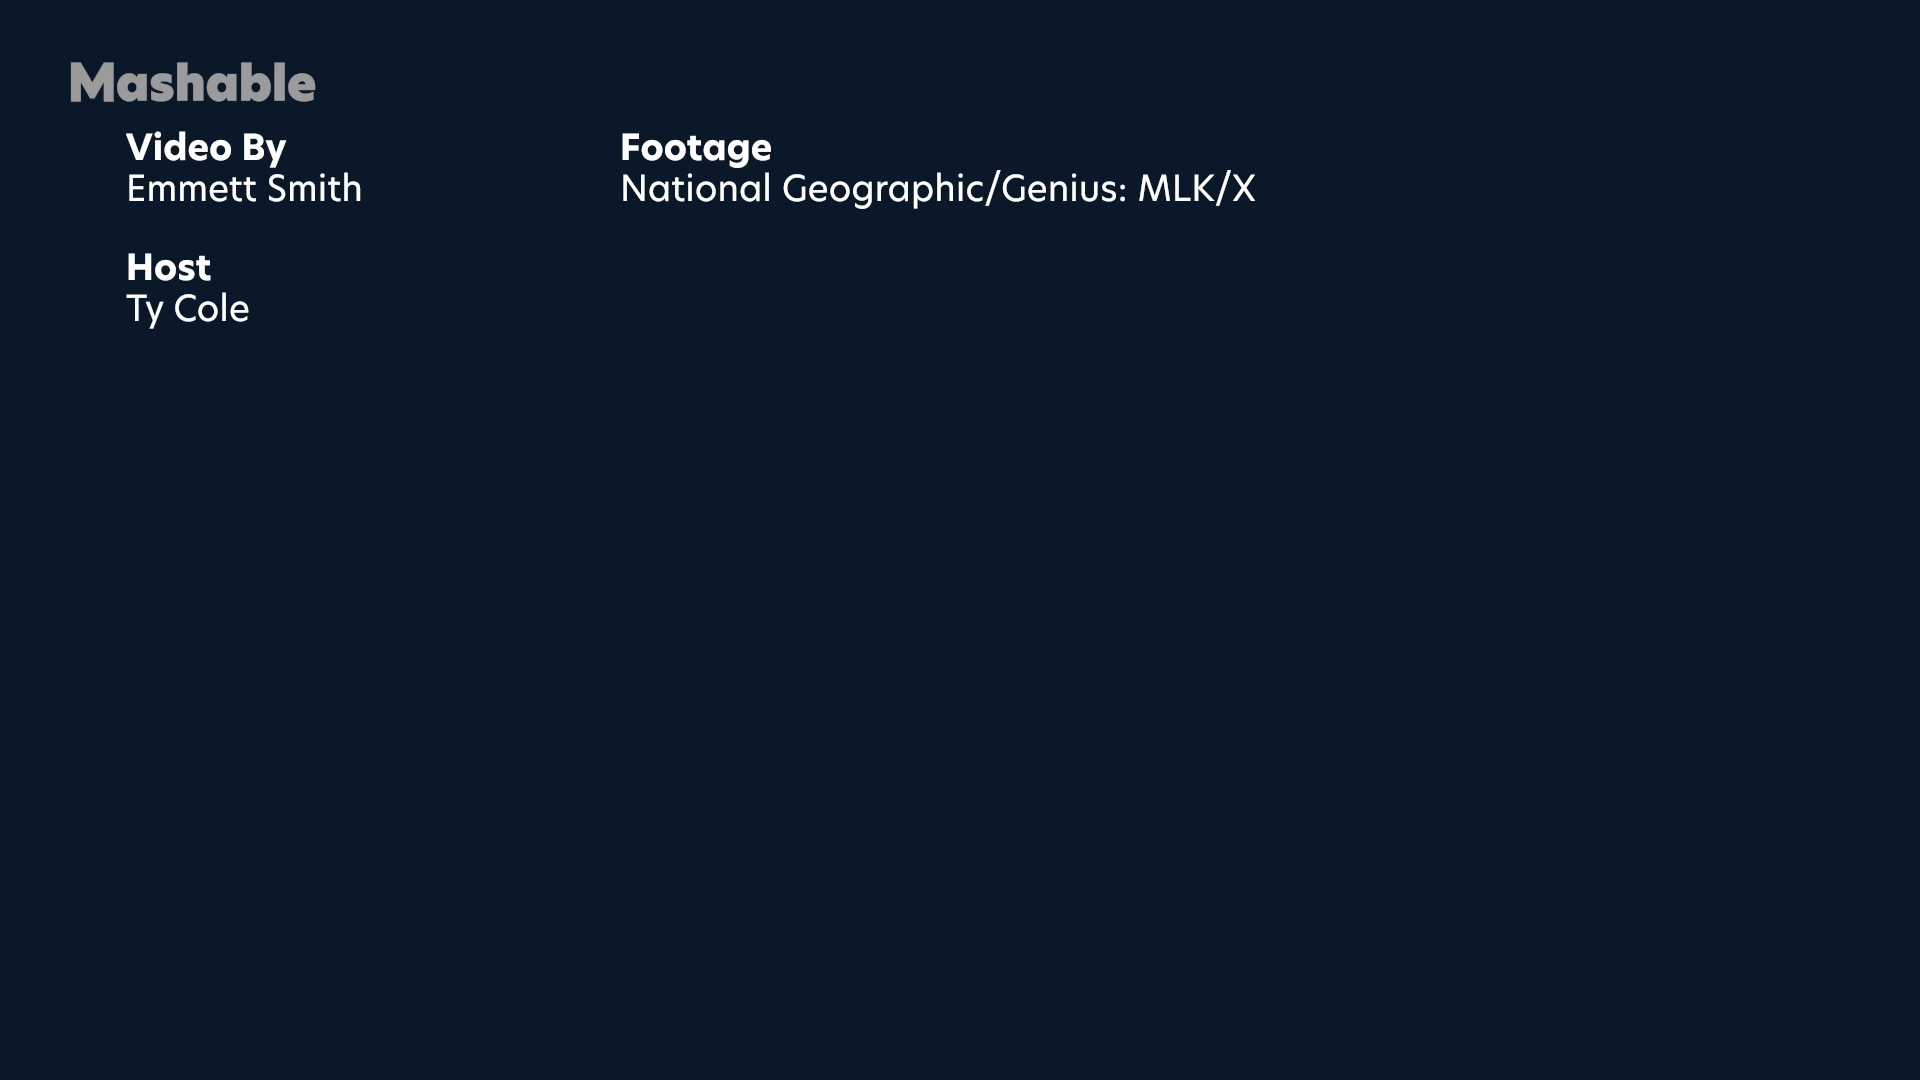 Mashable
Video By
Emmett Smith
Host
Ty Cole
Footage
National Geographic/Genius: MLK/X